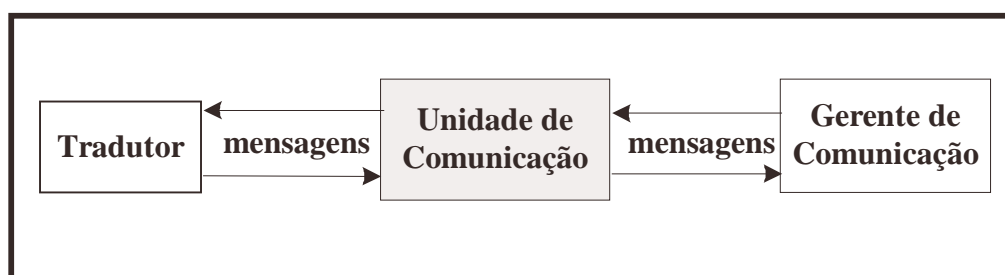 Tradutor
mensagens
Unidade de
Comunicação
mensagens
Gerente de
Comunicação